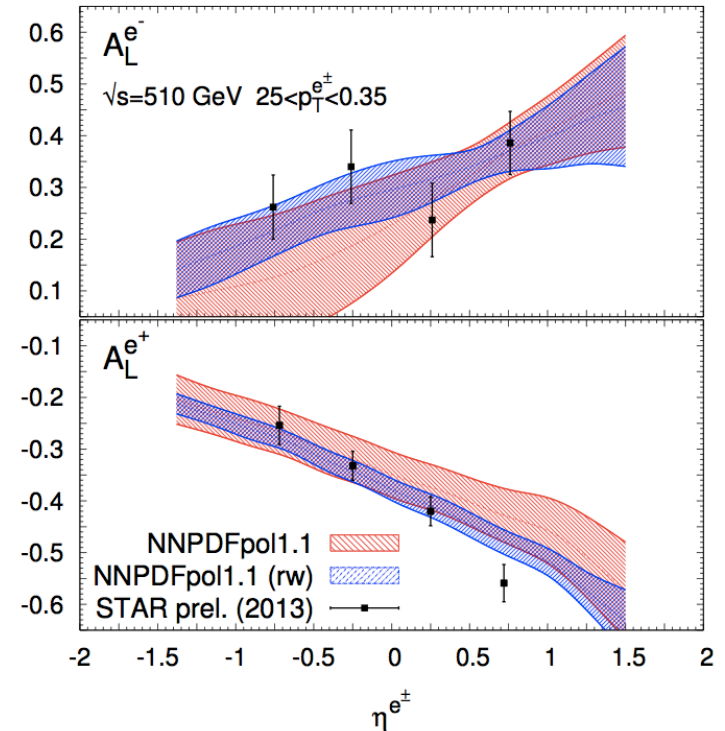 0.6
0.5
0.4
0.3
0.2
0.1
A_L^{e^-}
√s=510 GeV 25<p_T^{e^±}<0.35
-0.1
-0.2
-0.3
-0.4
-0.5
-0.6
A_L^{e^+}
NNPDFpol1.1
NNPDFpol1.1 (rw)
STAR prel. (2013)
-2 -1.5 -1 -0.5 0 0.5 1 1.5 2
η^{e^±}